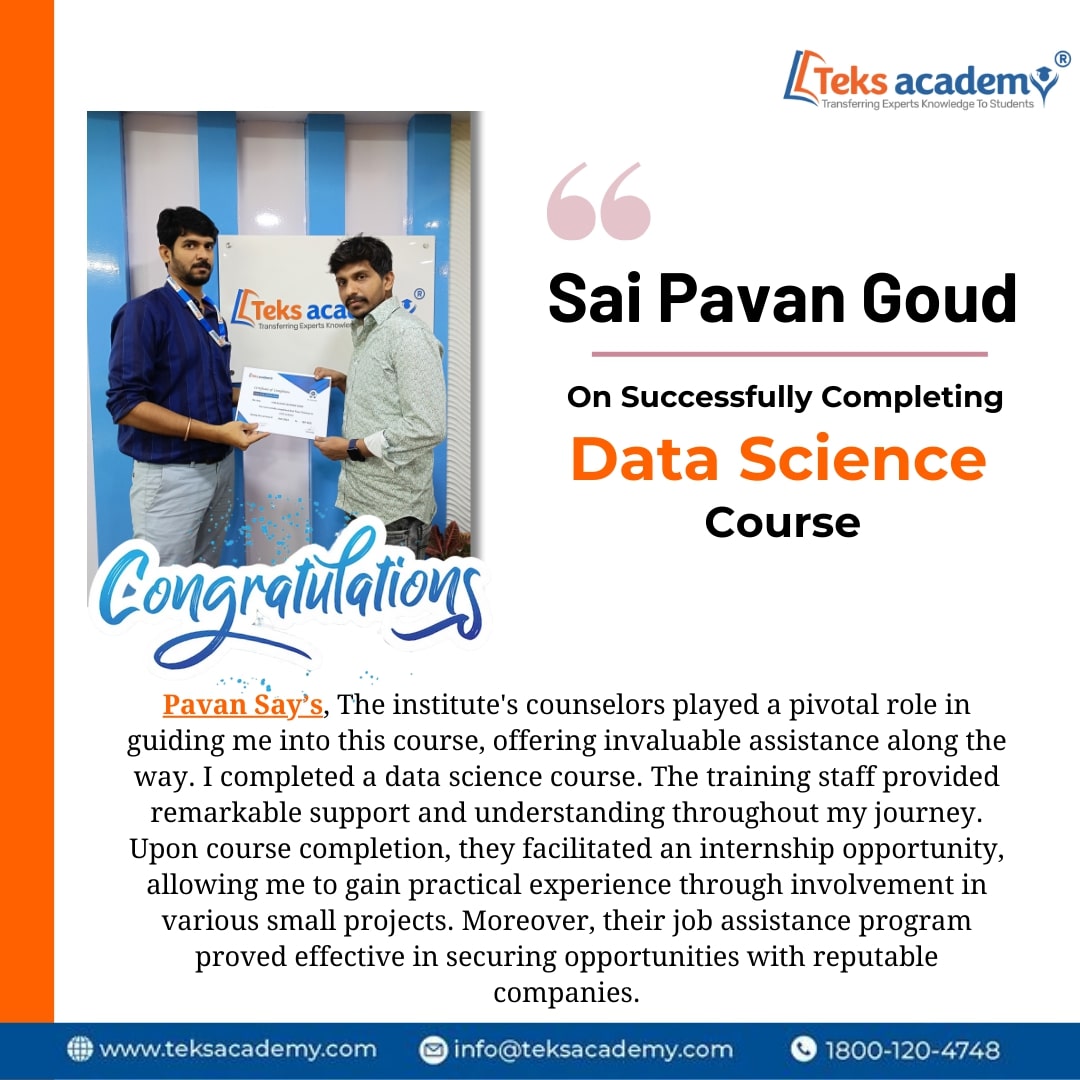 Teks academy®
Transferring Experts Knowledge To Students
Teks aca ®
Transferring Experts Knowle
Teks academy
Sai Pavan Goud
On Successfully Completing
Data Science
Course
Congratulations
Pavan Say's, The institute's counselors played a pivotal role in
guiding me into this course, offering invaluable assistance along the
way. I completed a data science course. The training staff provided
remarkable support and understanding throughout my journey.
Upon course completion, they facilitated an internship opportunity,
allowing me to gain practical experience through involvement in
various small projects. Moreover, their job assistance program
proved effective in securing opportunities with reputable
companies.
www.teksacademy.com info@teksacademy.com 1800-120-4748